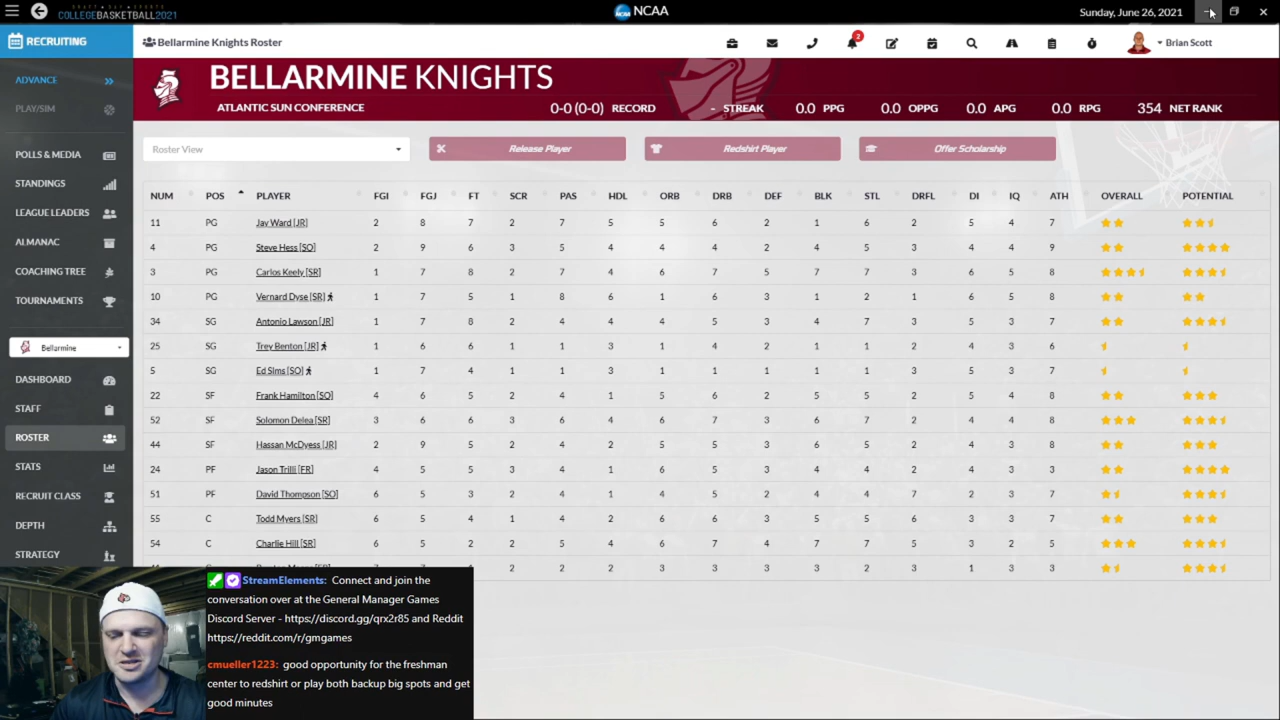 DRAFT DAY SPORTS
COLLEGEBASKETBALL2021
NCAA
Sunday, June 26, 2021
RECRUITING
Bellarmine Knights Roster
2
Brian Scott
ADVANCE
PLAY/SIM
POLLS & MEDIA
STANDINGS
LEAGUE LEADERS
ALMANAC
COACHING TREE
TOURNAMENTS
Bellarmine
DASHBOARD
STAFF
ROSTER
STATS
RECRUIT CLASS
DEPTH
STRATEGY
BELLARMINE KNIGHTS
ATLANTIC SUN CONFERENCE
0-0 (0-0) RECORD - STREAK 0.0 PPG 0.0 OPPG 0.0 APG 0.0 RPG 354 NET RANK
Roster View Release Player Redshirt Player Offer Scholarship
NUM POS PLAYER FGI FGJ FT SCR PAS HDL ORB DRB DEF BLK STL DRFL DI IQ ATH OVERALL POTENTIAL
11 PG Jay Ward [JR] 2 8 7 2 7 5 5 6 2 1 6 2 5 4 7
4 PG Steve Hess [SO] 2 9 6 3 5 4 4 4 2 4 5 3 4 4 9
3 PG Carlos Keely [SR] 1 7 8 2 7 4 6 7 5 7 7 3 6 5 8
10 PG Vernard Dyse [SR] 1 7 5 1 8 6 1 6 3 1 2 1 6 5 8
34 SG Antonio Lawson [JR] 1 7 8 2 4 4 4 5 3 4 7 3 5 3 7
25 SG Trey Benton [JR] 1 6 6 1 1 3 1 4 2 1 1 2 4 3 6
5 SG Ed Sims [SO] 1 7 4 1 1 3 1 1 1 1 1 3 5 3 7
22 SF Frank Hamilton [SO] 4 6 5 2 4 1 5 6 2 5 5 2 5 4 8
52 SF Solomon Delea [SR] 3 6 6 3 6 4 6 7 3 6 7 2 4 4 8
44 SF Hassan McDyess [JR] 2 9 5 2 4 2 5 5 3 6 5 2 4 3 8
24 PF Jason Trilli [FR] 4 5 5 3 4 1 6 5 3 4 4 2 4 3 3
51 PF David Thompson [SO] 6 5 3 2 4 1 4 5 2 4 4 7 2 3 7
55 C Todd Myers [SR] 6 5 4 1 4 2 6 6 3 5 5 6 3 3 7
54 C Charlie Hill [SR] 6 5 2 2 5 4 6 7 4 7 7 5 3 2 5
2 2 2 3 3 3 3 2 3 1 3 3
StreamElements: Connect and join the
conversation over at the General Manager Games
Discord Server - https://discord.gg/qrx2r85 and Reddit
https://reddit.com/r/gmgames
cmueller1223: good opportunity for the freshman
center to redshirt or play both backup big spots and get
good minutes